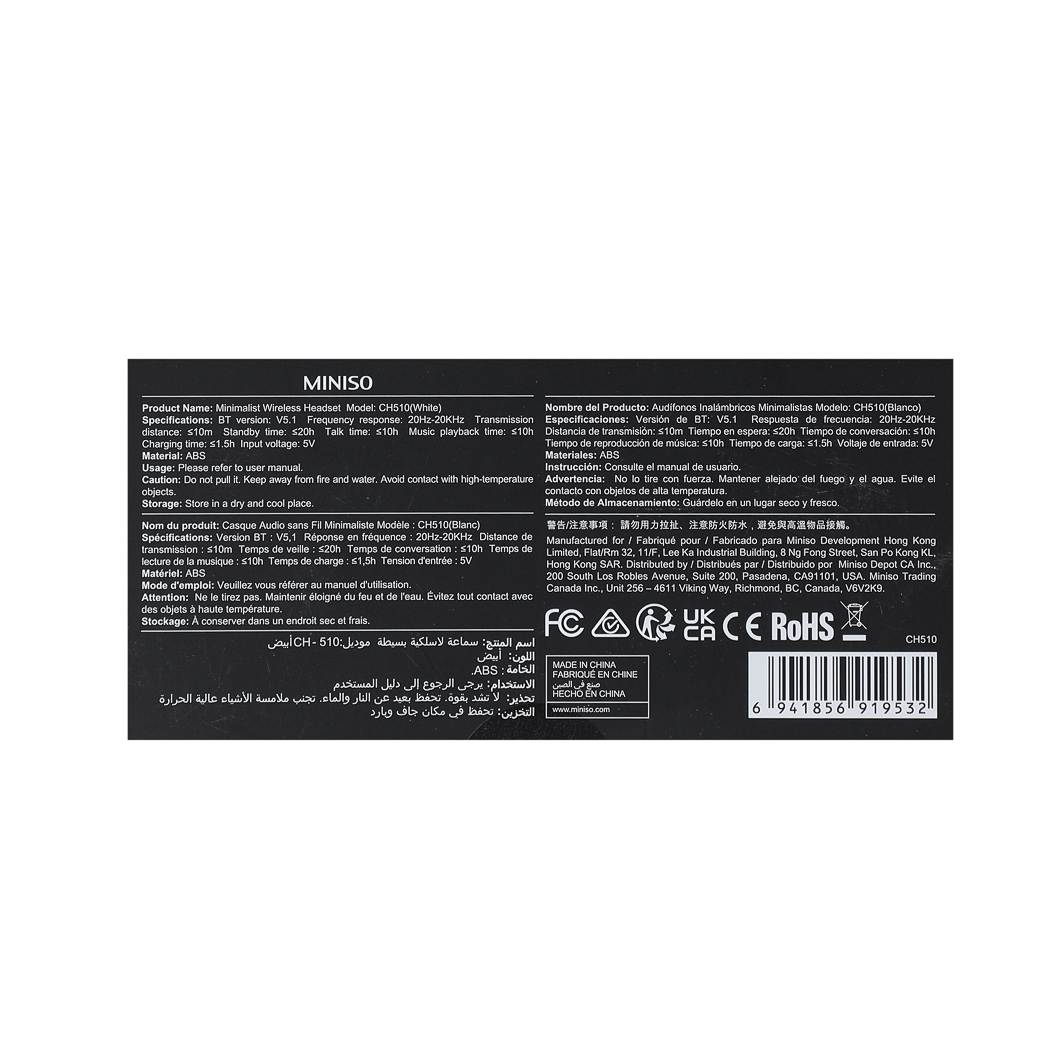 MINISO
Product Name: Minimalist Wireless Headset Model: CH510(White)
Specifications: BT version: V5.1 Frequency response: 20Hz-20KHz Transmission
distance: ≤10m Standby time: ≤20h Talk time: ≤10h Music playback time: ≤10h
Charging time: ≤1.5h Input voltage: 5V
Material: ABS
Usage: Please refer to user manual.
Caution: Do not pull it. Keep away from fire and water. Avoid contact with high-temperature
objects.
Storage: Store in a dry and cool place.
Nom du produit: Casque Audio sans Fil Minimaliste Modèle : CH510(Blanc)
Spécifications: Version BT : V5,1 Réponse en fréquence : 20Hz-20KHz Distance de
transmission : ≤10m Temps de veille : ≤20h Temps de conversation : ≤10h Temps de
lecture de la musique : ≤10h Temps de charge : ≤1,5h Tension d'entrée : 5V
Matériel: ABS
Mode d'emploi: Veuillez vous référer au manuel d'utilisation.
Attention: Ne le tirez pas. Maintenir éloigné du feu et de l'eau. Évitez tout contact avec
des objets à haute température.
Stockage: À conserver dans un endroit sec et frais.
اسم المنتج: سماعة لاسلكية بسيطة موديل:CH - 510أبيض
اللون: أبيض
الخامة : ABS.
الاستخدام: يرجى الرجوع إلى دليل المستخدم
تحذير: لا تشد بقوة. تحفظ بعيد عن النار والماء. تجنب ملامسة الأشياء عالية الحرارة
التخزين: تحفظ في مكان جاف وبارد
Nombre del Producto: Audífonos Inalámbricos Minimalistas Modelo: CH510(Blanco)
Especificaciones: Versión de BT: V5.1 Respuesta de frecuencia: 20Hz-20KHz
Distancia de transmisión: ≤10m Tiempo en espera: ≤20h Tiempo de conversación: ≤10h
Tiempo de reproducción de música: ≤10h Tiempo de carga: ≤1,5h Voltaje de entrada: 5V
Materiales: ABS
Instrucción: Consulte el manual de usuario.
Advertencia: No lo tire con fuerza. Mantener alejado del fuego y el agua. Evite el
contacto con objetos de alta temperatura.
Método de Almacenamiento: Guárdelo en un lugar seco y fresco.
警告/注意事項： 請勿用力拉扯、注意防火防水，避免與高溫物品接觸。
Manufactured for / Fabriqué pour / Fabricado para Miniso Development Hong Kong
Limited, Flat/Rm 32, 11/F, Lee Ka Industrial Building, 8 Ng Fong Street, San Po Kong KL,
Hong Kong SAR. Distributed by / Distribués par / Distribuido por Miniso Depot CA Inc.,
200 South Los Robles Avenue, Suite 200, Pasadena, CA91101, USA. Miniso Trading
Canada Inc., Unit 256 – 4611 Viking Way, Richmond, BC, Canada, V6V2K9.
FC UK CA CE RoHS
CH510
MADE IN CHINA
FABRIQUÉ EN CHINE
صنع في الصين
HECHO EN CHINA
www.miniso.com
6 941856 919532